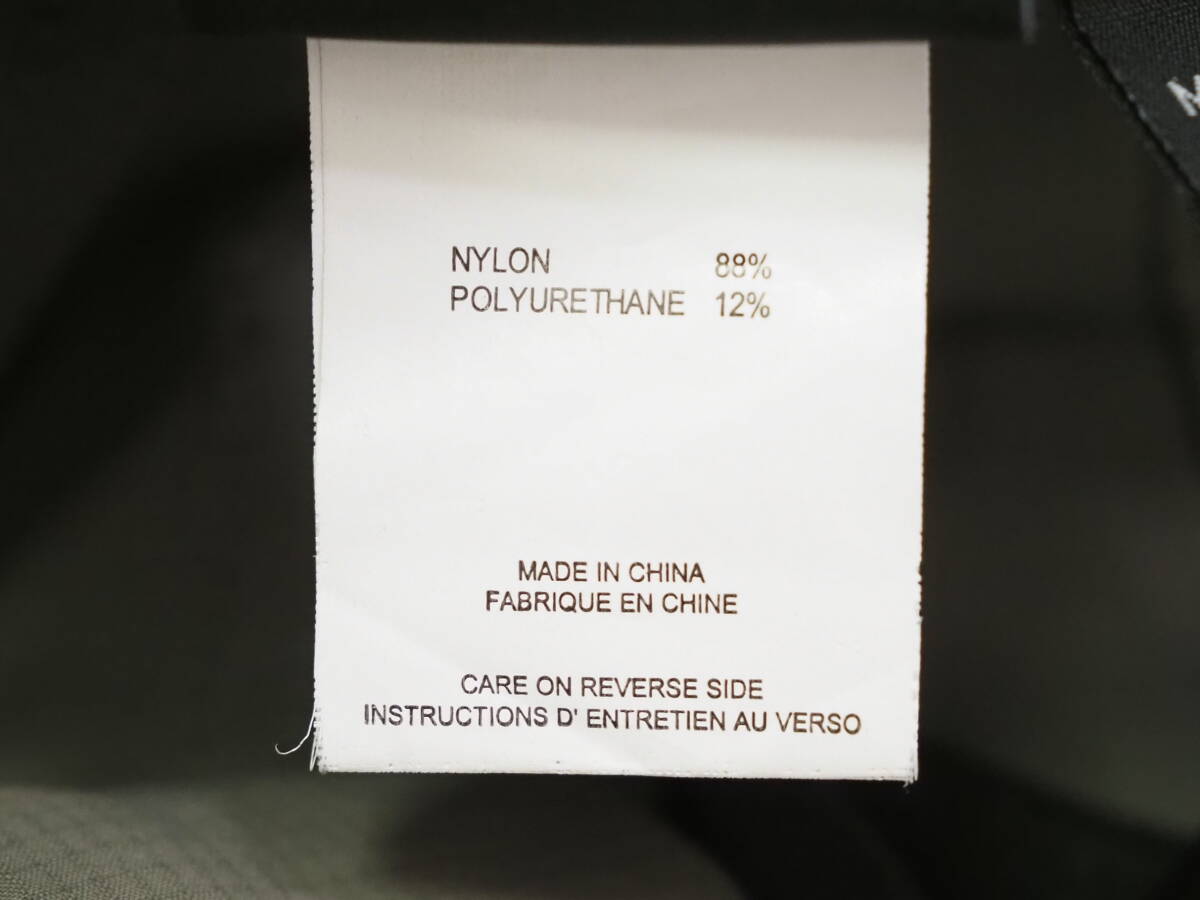 NYLON 88%
POLYURETHANE 12%
MADE IN CHINA
FABRIQUE EN CHINE
CARE ON REVERSE SIDE
INSTRUCTIONS D' ENTRETIEN AU VERSO